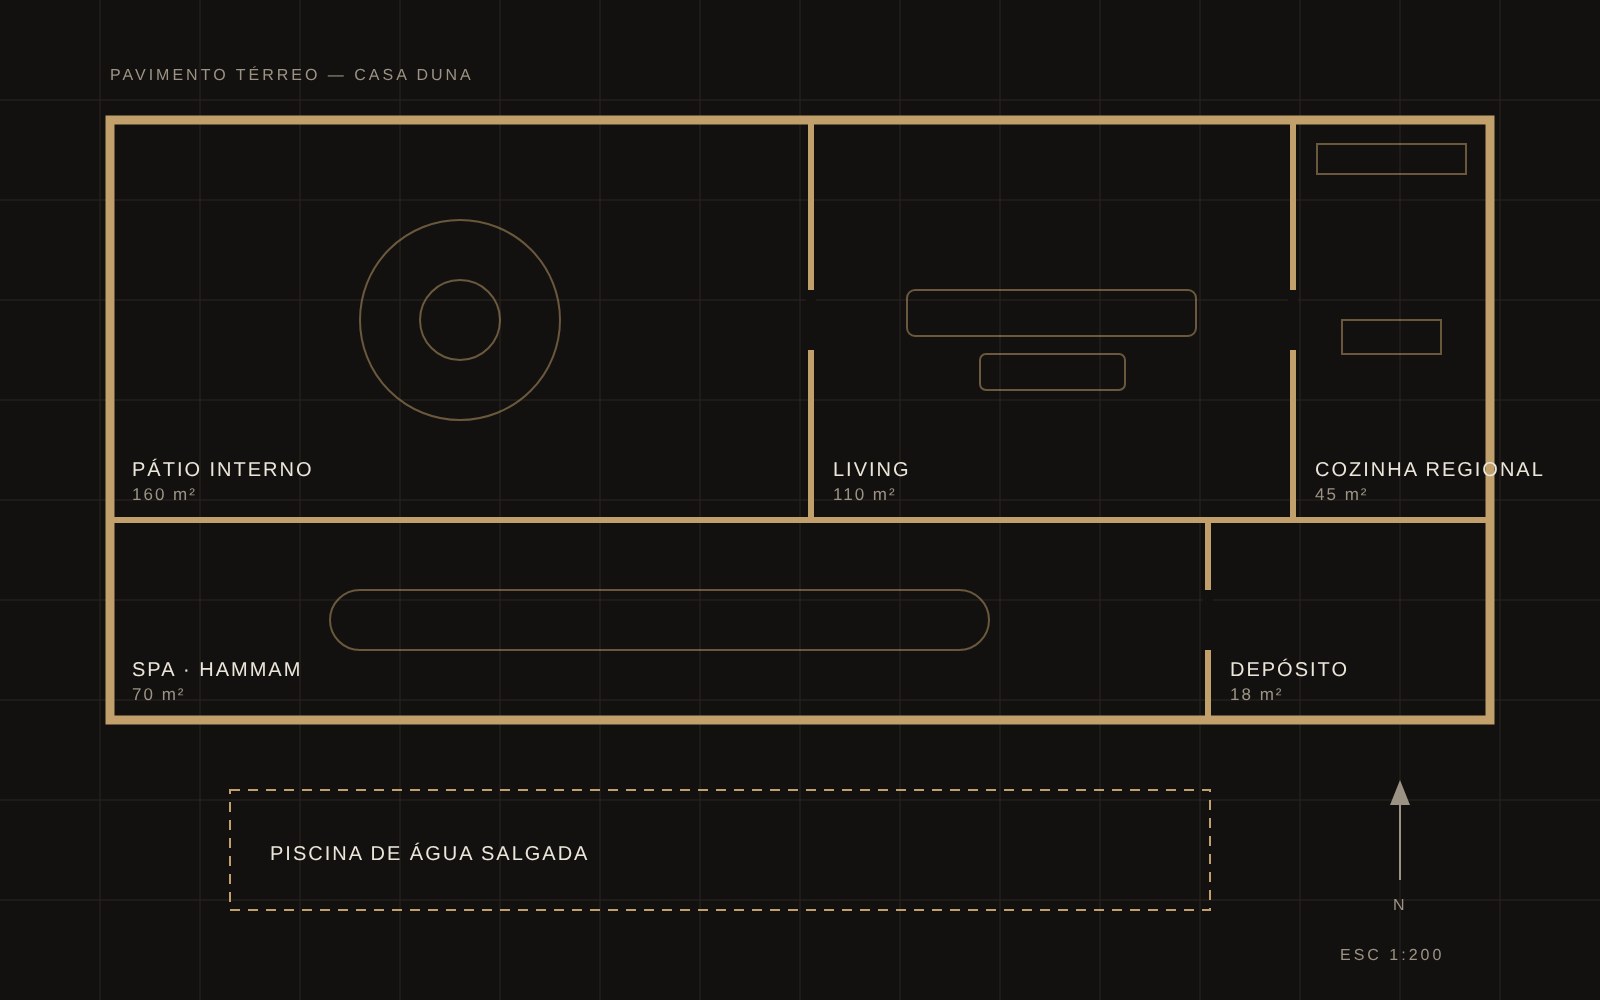 PAVIMENTO TÉRREO — CASA DUNA
PÁTIO INTERNO
160 m²
LIVING
110 m²
COZINHA REGIONAL
45 m²
SPA · HAMMAM
70 m²
DEPÓSITO
18 m²
PISCINA DE ÁGUA SALGADA
N
ESC 1:200